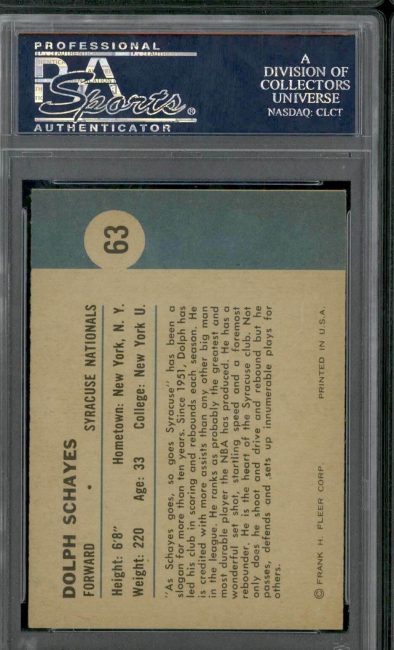 PROFESSIONAL
PSA
Sports®
AUTHENTICATOR
A
DIVISION OF
COLLECTORS
UNIVERSE
NASDAQ: CLCT
63
DOLPH SCHAYES
FORWARD • SYRACUSE NATIONALS
Height: 6'8" Hometown: New York, N. Y.
Weight: 220 Age: 33 College: New York U.
"As Schayes goes, so goes Syracuse" has been a
slogan for more than ten years. Since 1951, Dolph has
led his club in scoring and rebounds each season. He
is credited with more assists than any other big man
in the league. He ranks as probably the greatest and
most durable player the NBA has produced. He has a
wonderful set shot, startling speed and a foremost
rebounder. He is the heart of the Syracuse club. Not
only does he shoot and drive and rebound but he
passes, defends and sets up innumerable plays for
others.
© FRANK H. FLEER CORP. PRINTED IN U.S.A.